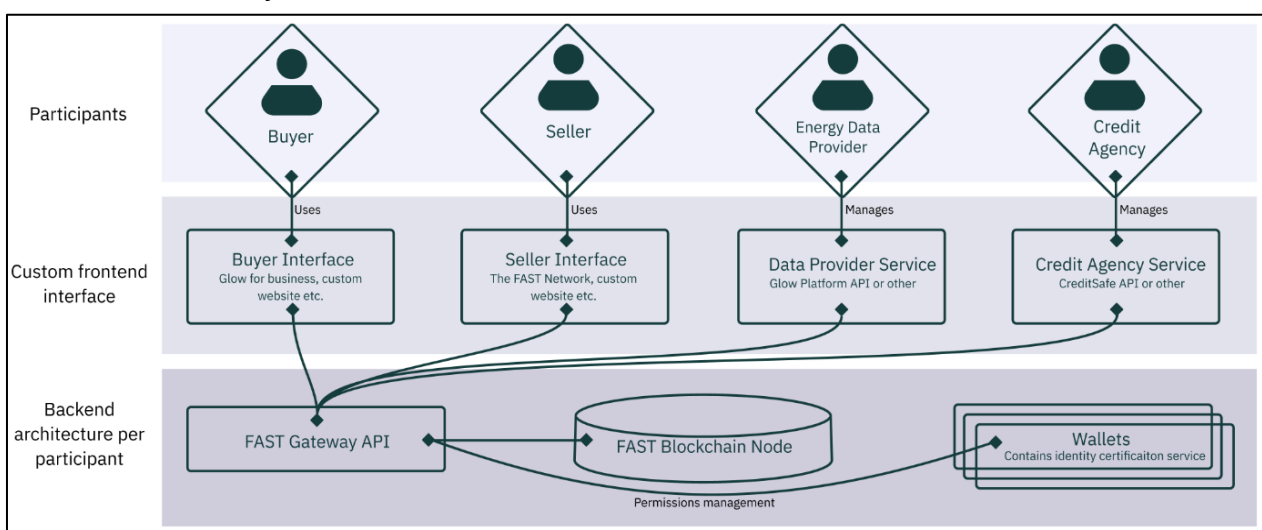 Participants
Buyer
Seller
Energy Data
Provider
Credit
Agency
Uses
Uses
Manages
Manages
Custom frontend
interface
Buyer Interface
Glow for business, custom
website etc.
Seller Interface
The FAST Network, custom
website etc.
Data Provider Service
Glow Platform API or other
Credit Agency Service
CreditSafe API or other
Backend
architecture per
participant
FAST Gateway API
FAST Blockchain Node
Wallets
Contains identity certificaiton service
Permissions management